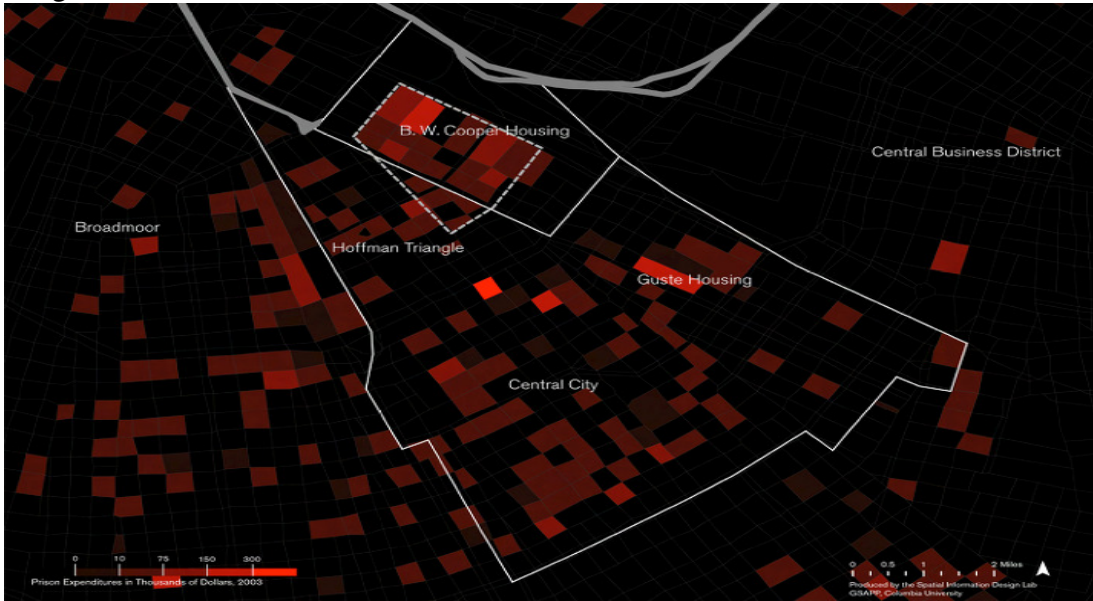 B. W. Cooper Housing
Central Business District
Broadmoor
Hoffman Triangle
Guste Housing
Central City
0 10 75 150 300
Prison Expenditures in Thousands of Dollars, 2003
0 0.5 1 2 Miles
Produced by the Spatial Information Design Lab
GSAPP, Columbia University